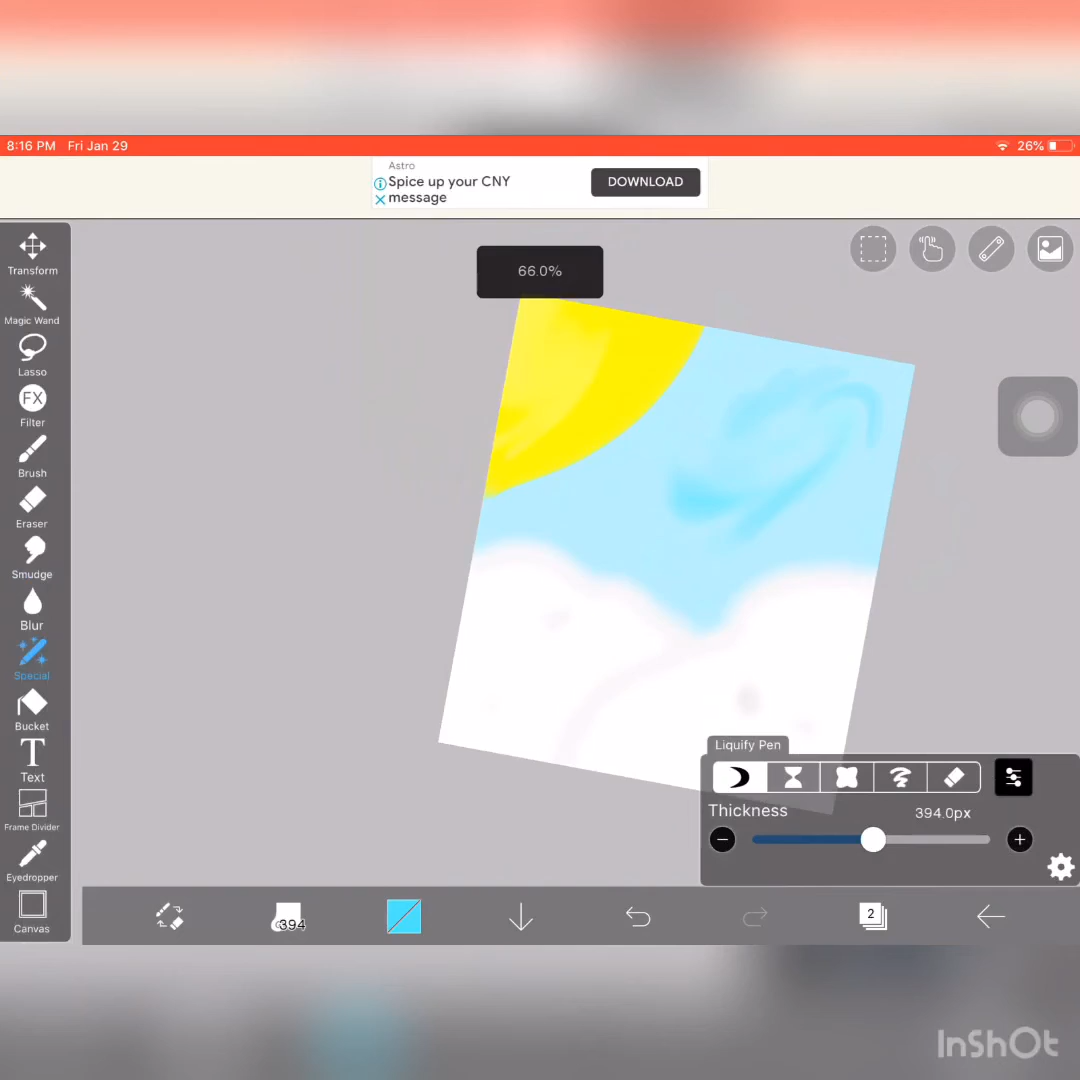 8:16 PM Fri Jan 29
26%
Astro
Spice up your CNY
message
DOWNLOAD
66.0%
Transform
Magic Wand
Lasso
FX
Filter
Brush
Eraser
Smudge
Blur
Special
Bucket
T
Text
Frame Divider
Eyedropper
Canvas
Liquify Pen
Thickness
394.0px
394
2
InShOt